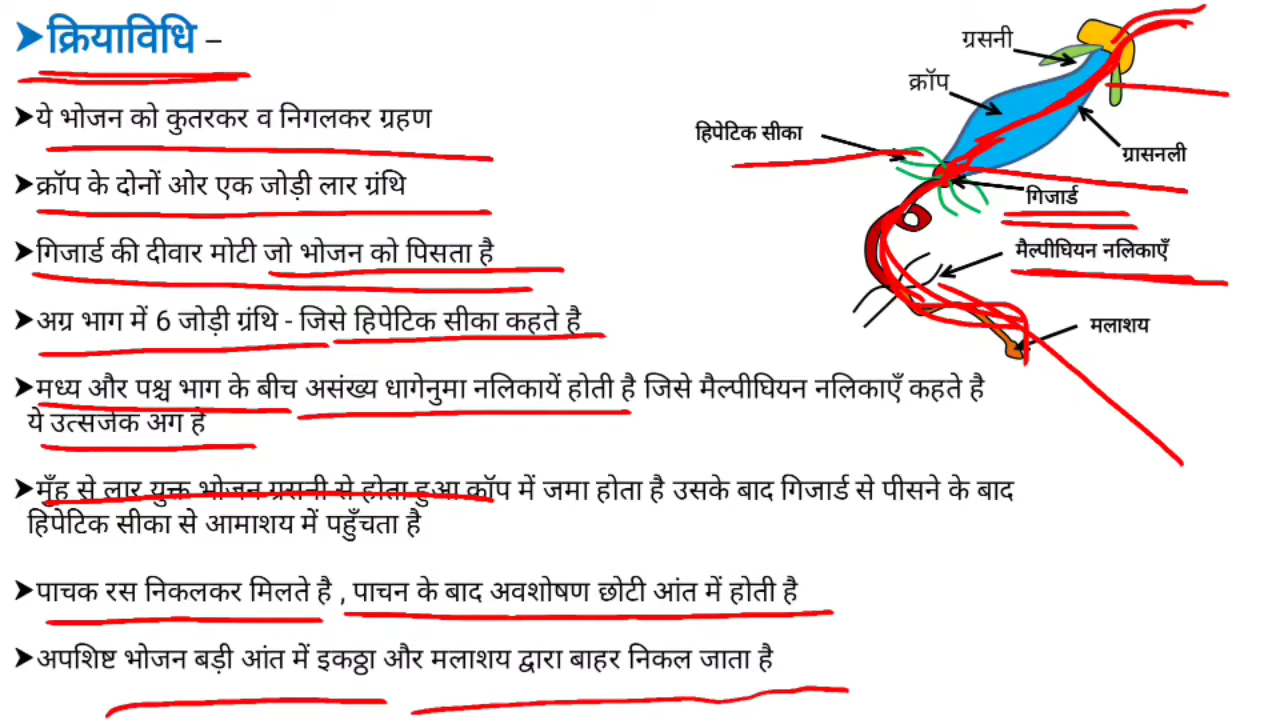 ➤क्रियाविधि –
➤ये भोजन को कुतरकर व निगलकर ग्रहण
➤क्रॉप के दोनों ओर एक जोड़ी लार ग्रंथि
➤गिजार्ड की दीवार मोटी जो भोजन को पिसता है
➤अग्र भाग में 6 जोड़ी ग्रंथि - जिसे हिपेटिक सीका कहते है
➤मध्य और पश्च भाग के बीच असंख्य धागेनुमा नलिकायें होती है जिसे मैल्पीघियन नलिकाएँ कहते है
ये उत्सर्जक अंग हे
➤मुँह से लार युक्त भोजन ग्रसनी से होता हुआ क्रॉप में जमा होता है उसके बाद गिजार्ड से पीसने के बाद
हिपेटिक सीका से आमाशय में पहुँचता है
➤पाचक रस निकलकर मिलते है , पाचन के बाद अवशोषण छोटी आंत में होती है
➤अपशिष्ट भोजन बड़ी आंत में इकठ्ठा और मलाशय द्वारा बाहर निकल जाता है
ग्रसनी
क्रॉप
हिपेटिक सीका
ग्रासनली
गिजार्ड
मैल्पीघियन नलिकाएँ
मलाशय